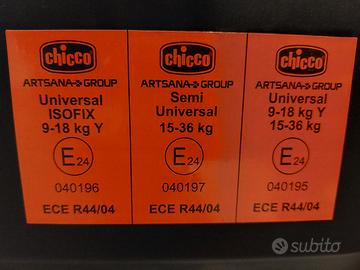 chicco
ARTSANA GROUP
Universal
ISOFIX
9-18 kg Y
E 24
040196
ECE R44/04
chicco
ARTSANA GROUP
Semi
Universal
15-36 kg
E 24
040197
ECE R44/04
chicco
ARTSANA GROUP
Universal
9-18 kg Y
15-36 kg
E 24
040195
ECE R44/04
subito